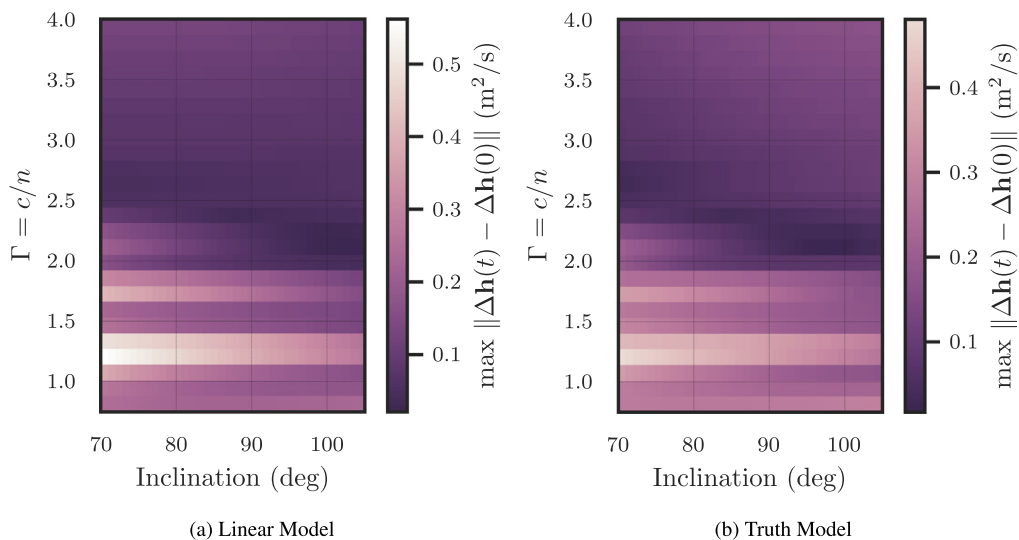 4.0
3.5
3.0
2.5
2.0
1.5
1.0
Γ = c/n
70 80 90 100
Inclination (deg)
0.5
0.4
0.3
0.2
0.1
max ‖Δh(t) − Δh(0)‖ (m²/s)
(a) Linear Model
4.0
3.5
3.0
2.5
2.0
1.5
1.0
Γ = c/n
70 80 90 100
Inclination (deg)
0.4
0.3
0.2
0.1
max ‖Δh(t) − Δh(0)‖ (m²/s)
(b) Truth Model